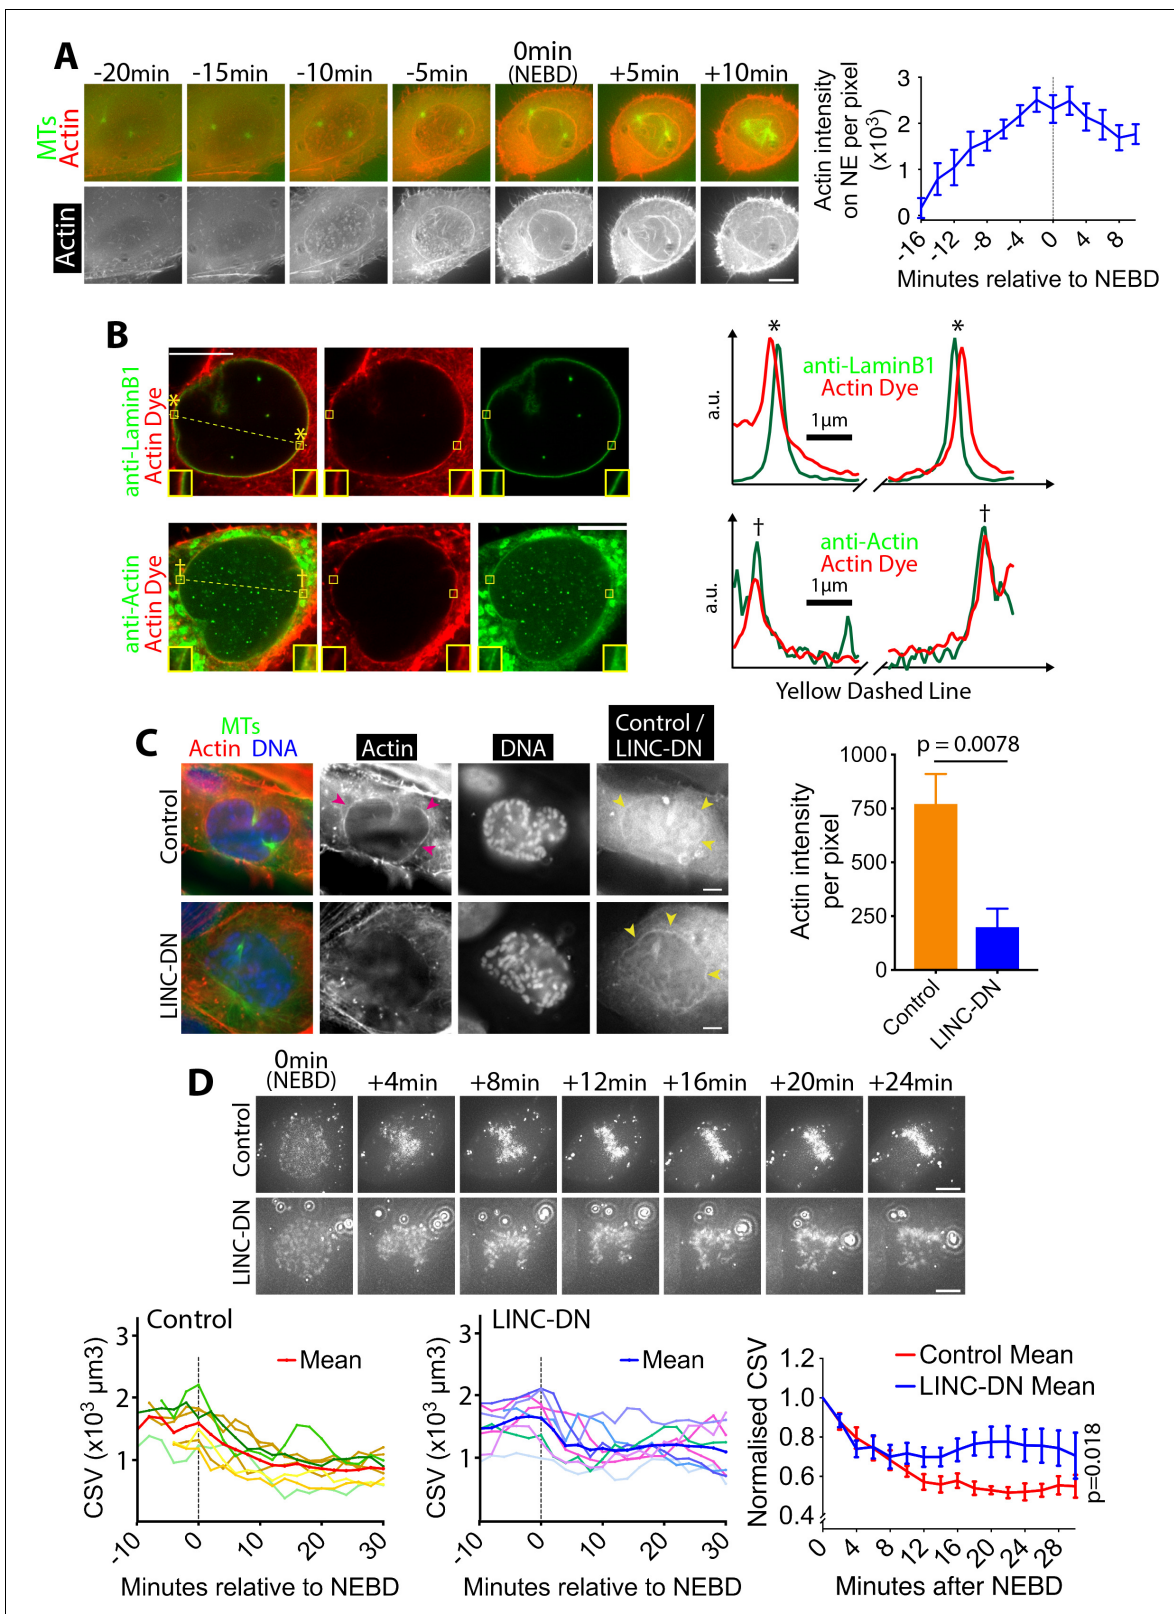 A
-20min
-15min
-10min
-5min
0min
(NEBD)
+5min
+10min
MTs
Actin
Actin
Actin intensity
on NE per pixel
(x10³)
3
2
1
0
-16
-12
-8
-4
0
4
8
Minutes relative to NEBD
B
anti-LaminB1
Actin Dye
*
*
a.u.
*
*
anti-LaminB1
Actin Dye
1μm
anti-Actin
Actin Dye
†
†
a.u.
†
†
anti-Actin
Actin Dye
1μm
Yellow Dashed Line
C
MTs
Actin DNA
Actin
DNA
Control /
LINC-DN
Control
LINC-DN
p = 0.0078
Actin intensity
per pixel
1000
750
500
250
0
Control
LINC-DN
D
0min
(NEBD)
+4min
+8min
+12min
+16min
+20min
+24min
Control
LINC-DN
Control
Mean
CSV (x10³ μm3)
3
2
1
-10
0
10
20
30
Minutes relative to NEBD
LINC-DN
Mean
CSV (x10³ μm3)
3
2
1
-10
0
10
20
30
Minutes relative to NEBD
Control Mean
LINC-DN Mean
Normalised CSV
1.2
1.0
0.8
0.6
0.4
0
4
8
12
16
20
24
28
p=0.018
Minutes after NEBD